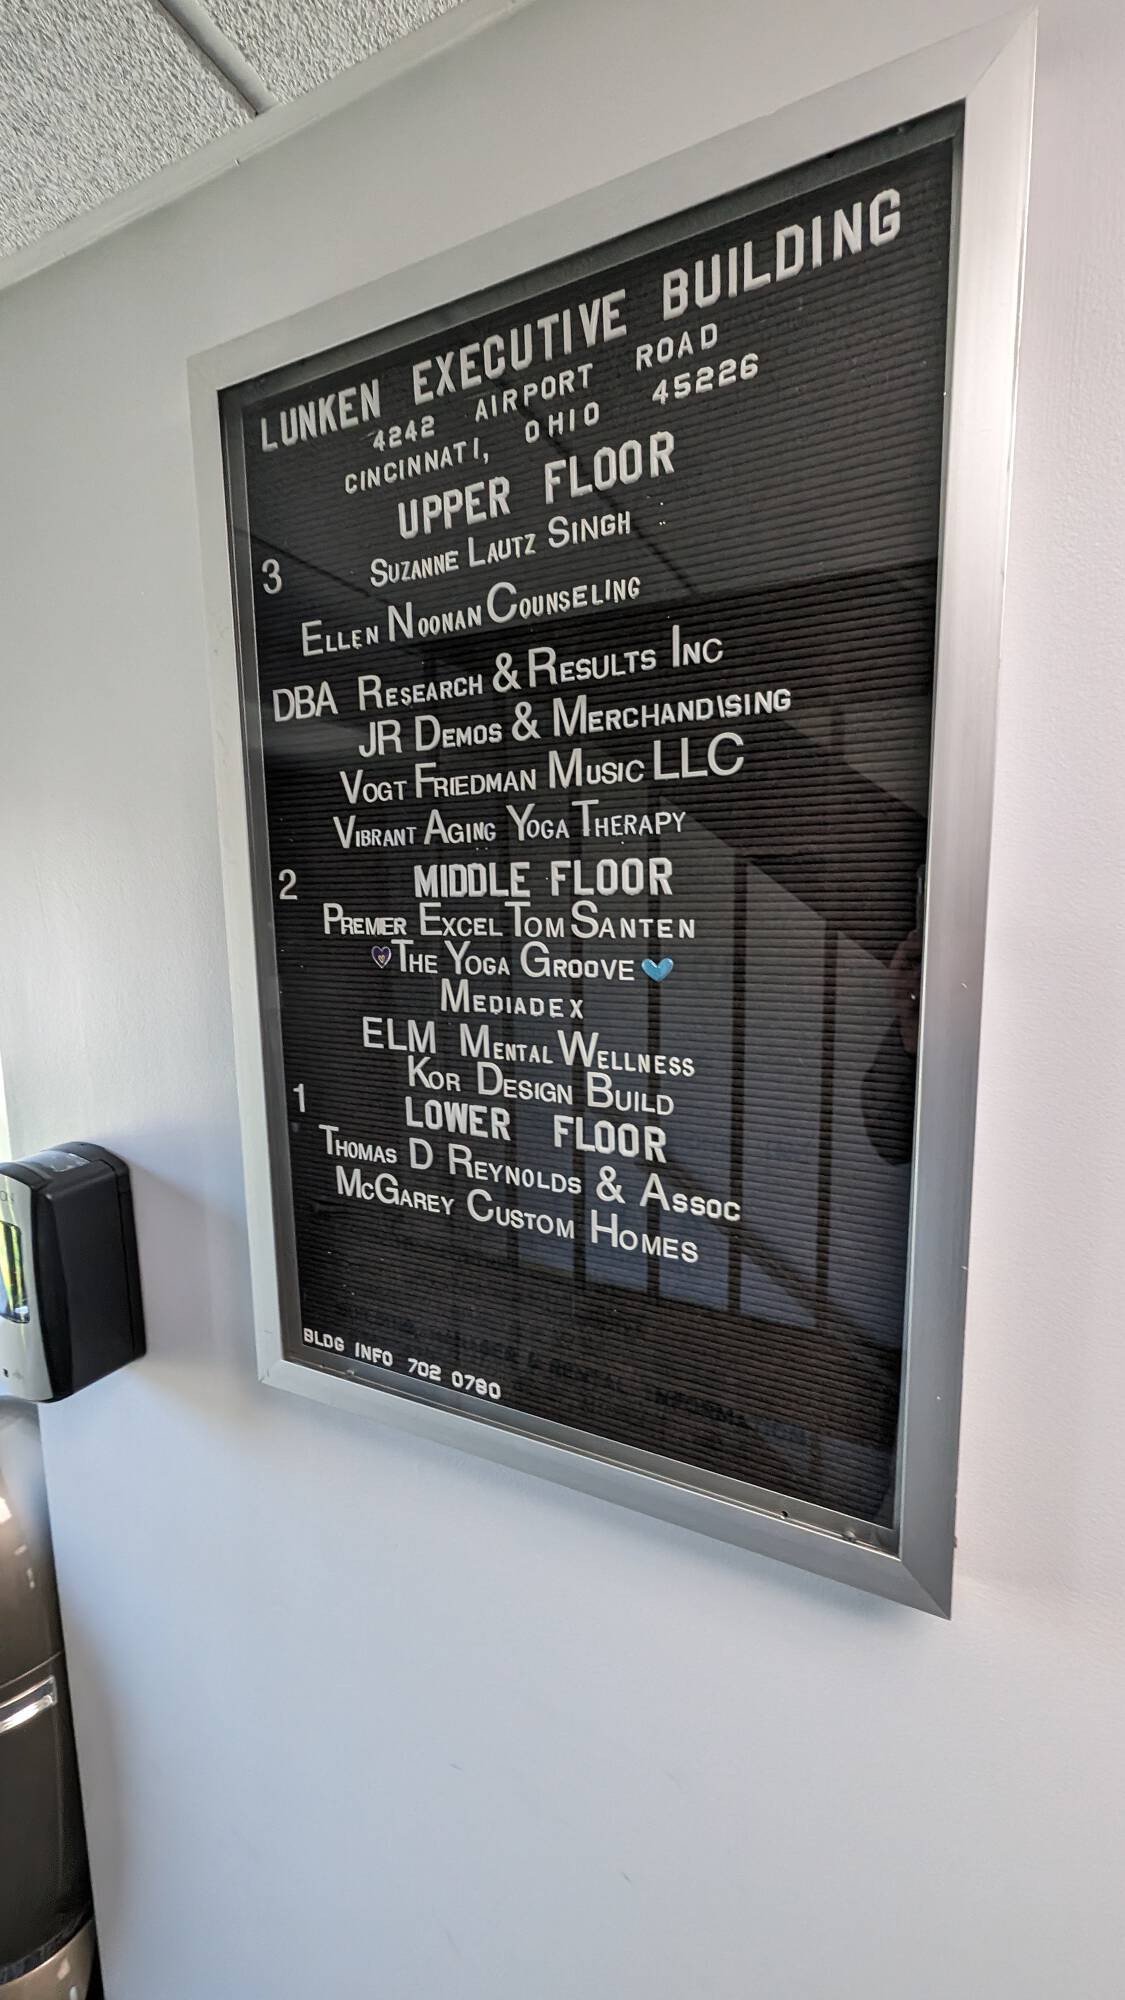 LUNKEN EXECUTIVE BUILDING
4242 AIRPORT ROAD
CINCINNATI, OHIO 45226
UPPER FLOOR
3 SUZANNE LAUTZ SINGH
ELLEN NOONAN COUNSELING
DBA RESEARCH & RESULTS INC
JR DEMOS & MERCHANDISING
VOGT FRIEDMAN MUSIC LLC
VIBRANT AGING YOGA THERAPY
2 MIDDLE FLOOR
PREMIER EXCEL TOM SANTEN
THE YOGA GROOVE
MEDIADEX
ELM MENTAL WELLNESS
KOR DESIGN BUILD
1 LOWER FLOOR
THOMAS D REYNOLDS & ASSOC
MCGAREY CUSTOM HOMES
BLDG INFO 702 0780